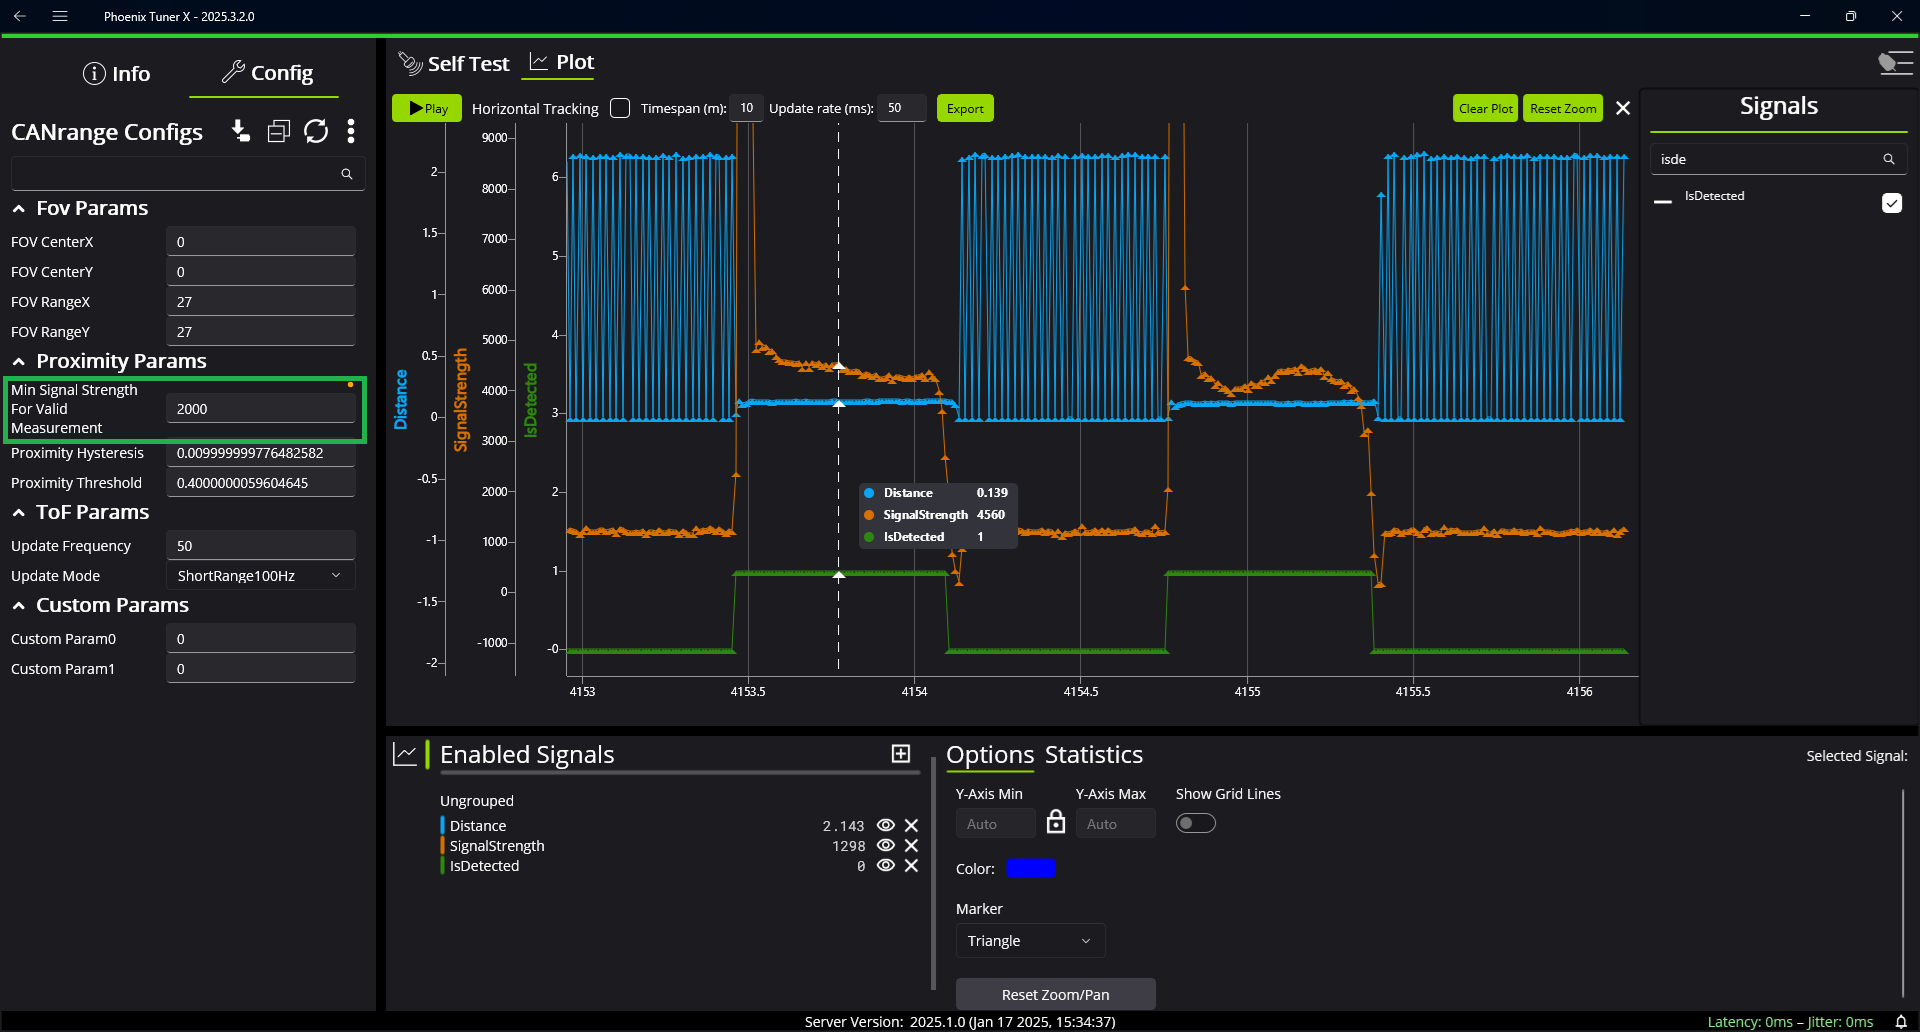 Phoenix Tuner X - 2025.3.2.0
Info
Config
CANrange Configs
Fov Params
FOV CenterX
0
FOV CenterY
0
FOV RangeX
27
FOV RangeY
27
Proximity Params
Min Signal Strength
For Valid
Measurement
2000
Proximity Hysteresis
0.009999999776482582
Proximity Threshold
0.4000000059604645
ToF Params
Update Frequency
50
Update Mode
ShortRange100Hz
Custom Params
Custom Param0
0
Custom Param1
0
Self Test
Plot
Play
Horizontal Tracking
Timespan (m):
10
Update rate (ms):
50
Export
Clear Plot
Reset Zoom
Distance
2
1.5
1
0.5
0
-0.5
-1
-1.5
-2
SignalStrength
9000
8000
7000
6000
5000
4000
3000
2000
1000
0
-1000
IsDetected
6
5
4
3
2
1
-0
Distance 0.139
SignalStrength 4560
IsDetected 1
4153
4153.5
4154
4154.5
4155
4155.5
4156
Signals
isde
IsDetected
Enabled Signals
Ungrouped
Distance 2.143
SignalStrength 1298
IsDetected 0
Options
Statistics
Selected Signal:
Y-Axis Min
Y-Axis Max
Show Grid Lines
Auto
Auto
Color:
Marker
Triangle
Reset Zoom/Pan
Server Version: 2025.1.0 (Jan 17 2025, 15:34:37)
Latency: 0ms – Jitter: 0ms